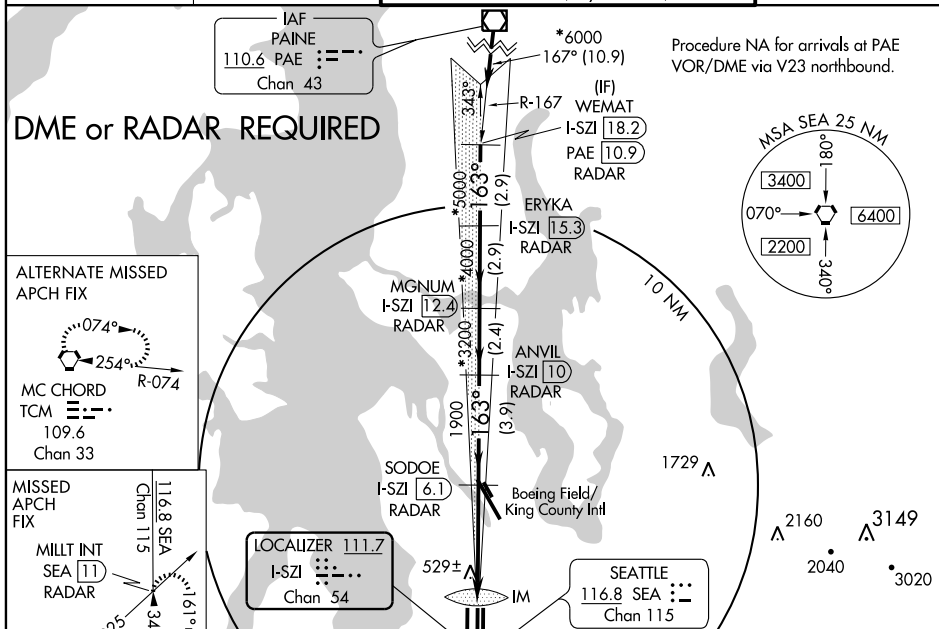 IAF
PAINE
110.6 PAE
Chan 43
*6000
167° (10.9)
Procedure NA for arrivals at PAE
VOR/DME via V23 northbound.
DME or RADAR REQUIRED
343°
R-167
(IF)
WEMAT
I-SZI 18.2
PAE 10.9
RADAR
MSA SEA 25 NM
180°
3400
070°
6400
2200
340°
*5000
163°
(2.9)
ERYKA
I-SZI 15.3
RADAR
*4000
(2.9)
MGNUM
I-SZI 12.4
RADAR
10 NM
*3200
(2.4)
ANVIL
I-SZI 10
RADAR
1900
163°
(3.9)
ALTERNATE MISSED
APCH FIX
074°
254°
R-074
MC CHORD
TCM
109.6
Chan 33
SODOE
I-SZI 6.1
RADAR
Boeing Field/
King County Intl
1729
2160
3149
2040
3020
MISSED
APCH
FIX
116.8 SEA
Chan 115
MILLT INT
SEA 11
RADAR
161°
34
LOCALIZER 111.7
I-SZI
Chan 54
529±
IM
SEATTLE
116.8 SEA
Chan 115